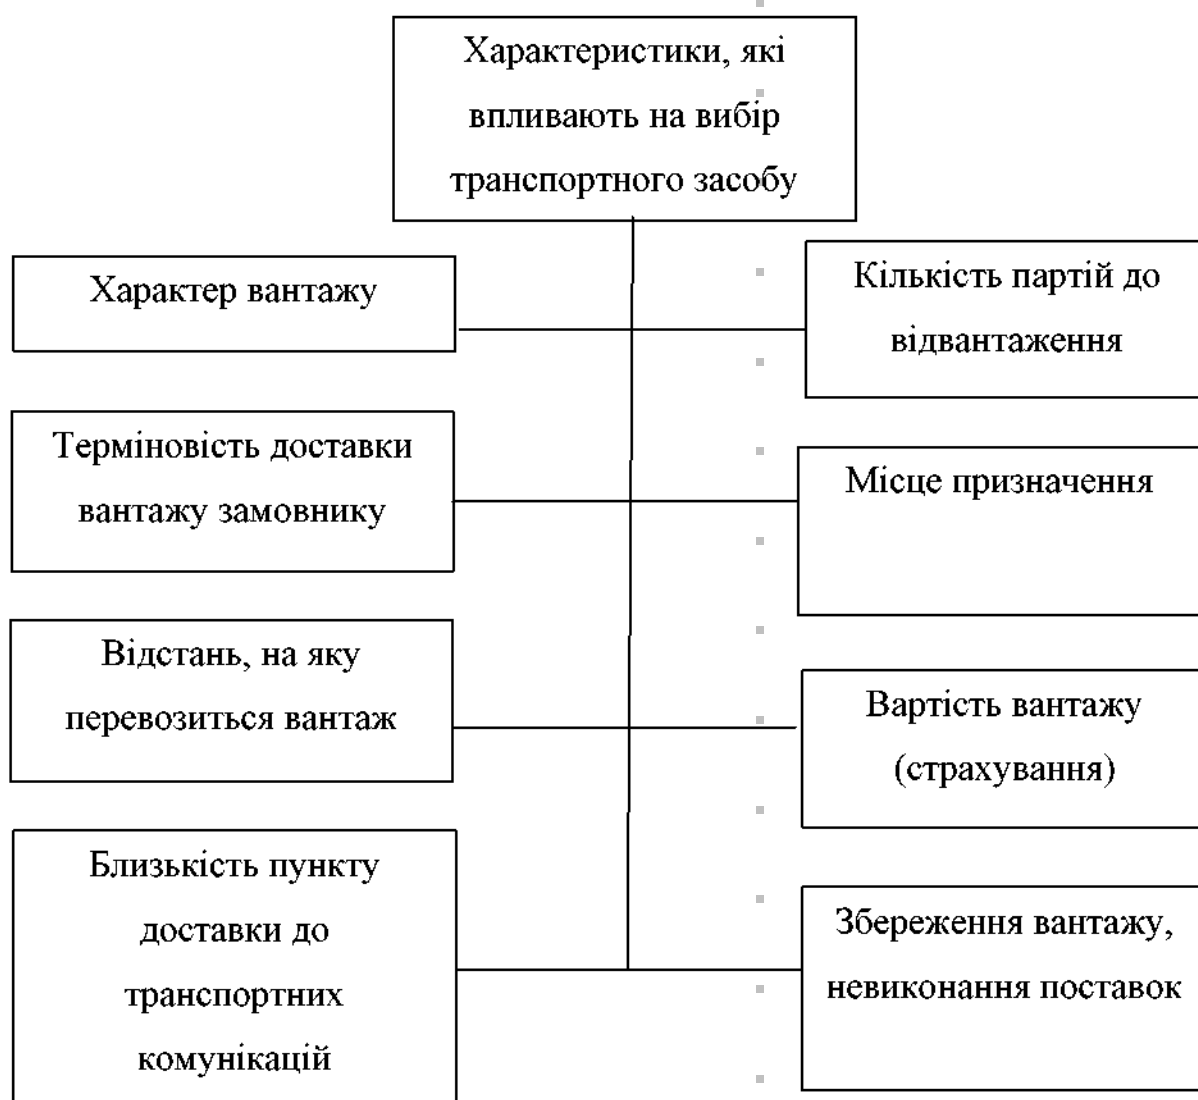 Характеристики, які
впливають на вибір
транспортного засобу
Характер вантажу
Кількість партій до
відвантаження
Терміновість доставки
вантажу замовнику
Місце призначення
Відстань, на яку
перевозиться вантаж
Вартість вантажу
(страхування)
Близькість пункту
доставки до
транспортних
комунікацій
Збереження вантажу,
невиконання поставок